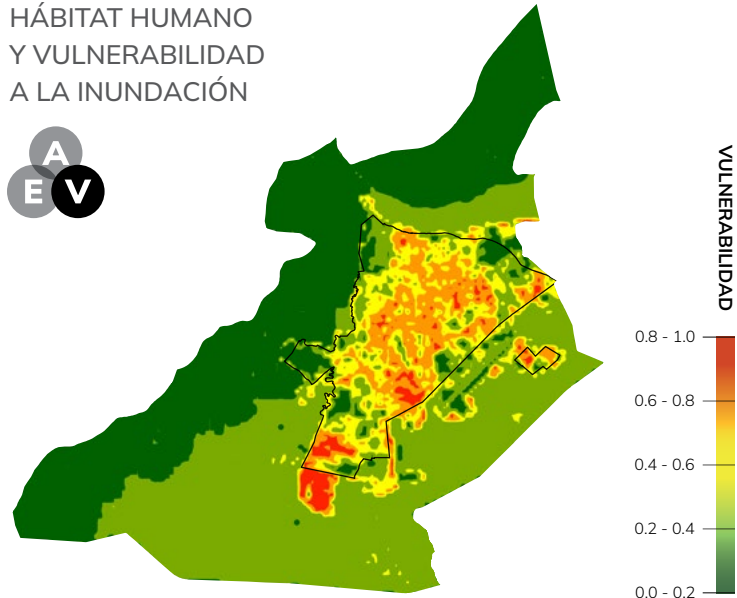 HÁBITAT HUMANO
Y VULNERABILIDAD
A LA INUNDACIÓN
A
E V
VULNERABILIDAD
0.8 - 1.0
0.6 - 0.8
0.4 - 0.6
0.2 - 0.4
0.0 - 0.2